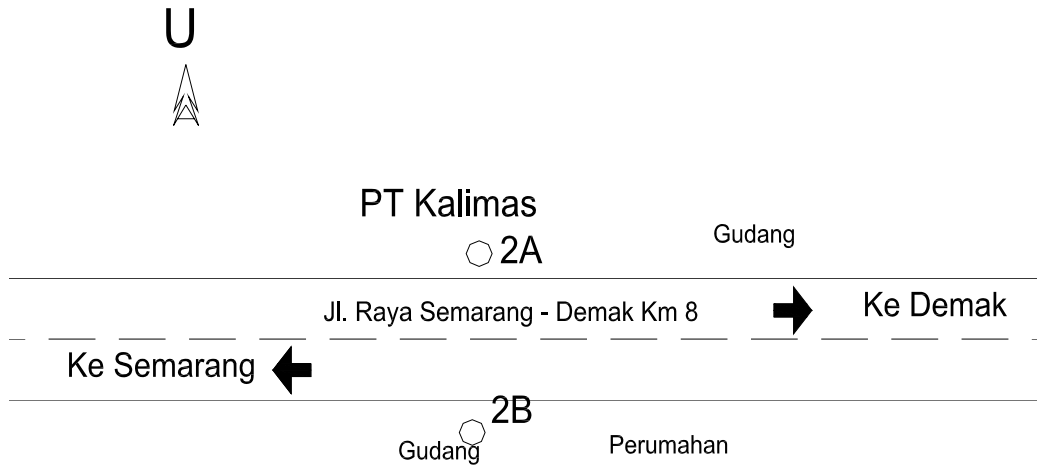 U
PT Kalimas
Gudang
2A
Jl. Raya Semarang - Demak Km 8
Ke Demak
Ke Semarang
2B
Gudang
Perumahan